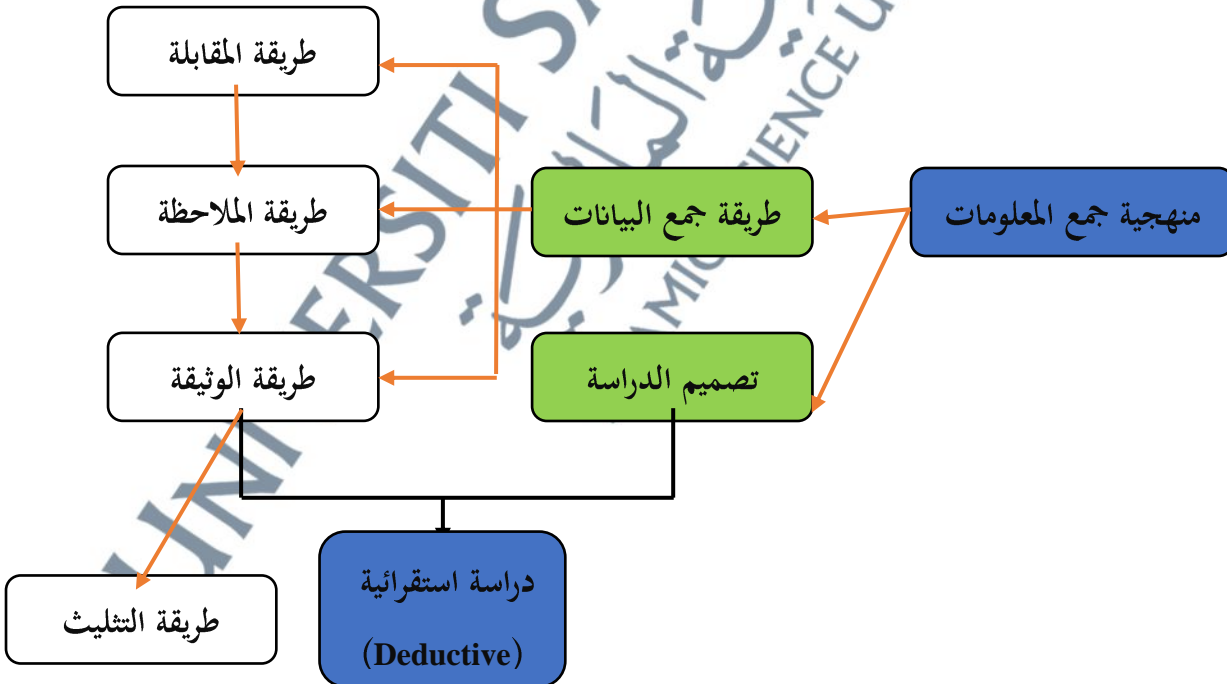 طريقة المقابلة
منهجية جمع المعلومات
طريقة جمع البيانات
طريقة الملاحظة
تصميم الدراسة
طريقة الوثيقة
دراسة استقرائية
(Deductive)
طريقة التثليث